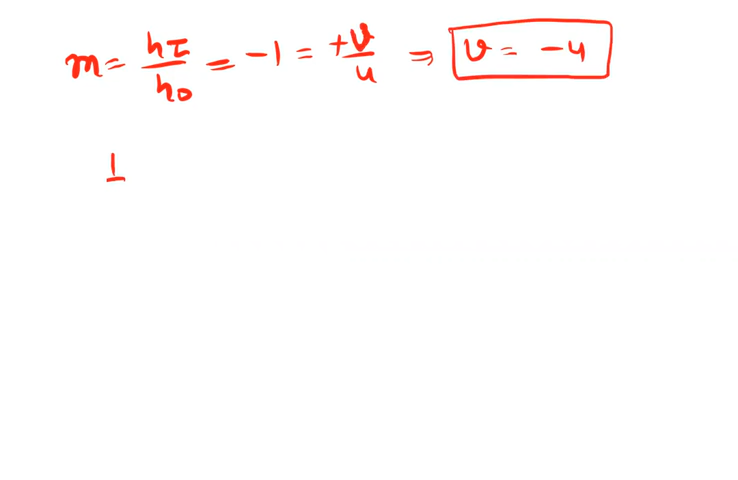 m = hI/ho = -1 = +v/u ⇒ v = -u
1